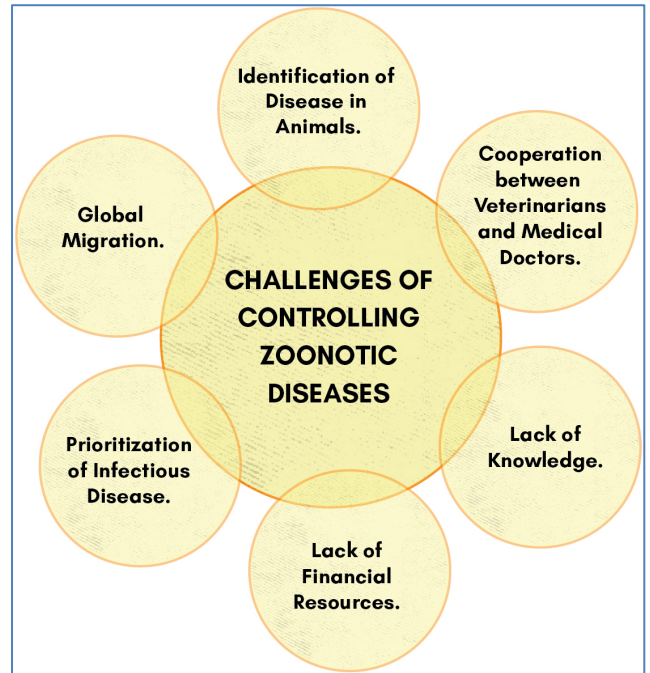 Identification of
Disease in
Animals.
Cooperation
between
Veterinarians
and Medical
Doctors.
Global
Migration.
CHALLENGES OF
CONTROLLING
ZOONOTIC
DISEASES
Lack of
Knowledge.
Prioritization
of Infectious
Disease.
Lack of
Financial
Resources.